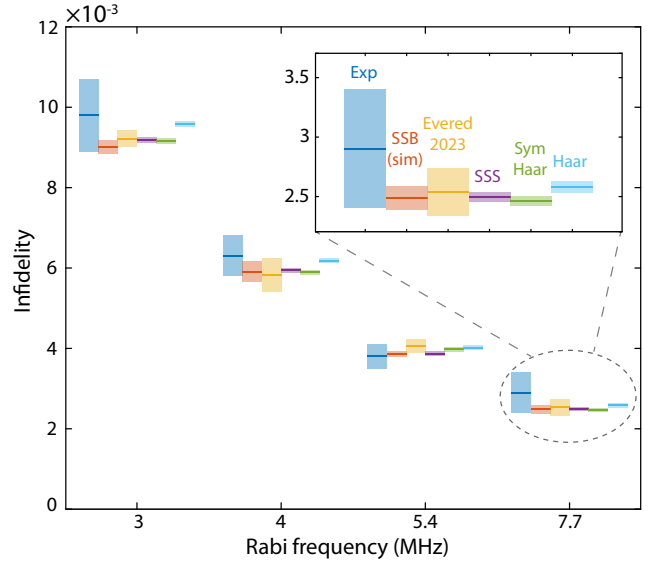 ×10⁻³
12
10
8
6
4
2
0
Infidelity
3
4
5.4
7.7
Rabi frequency (MHz)
3.5
3
2.5
Exp
SSB
(sim)
Evered
2023
SSS
Sym
Haar
Haar